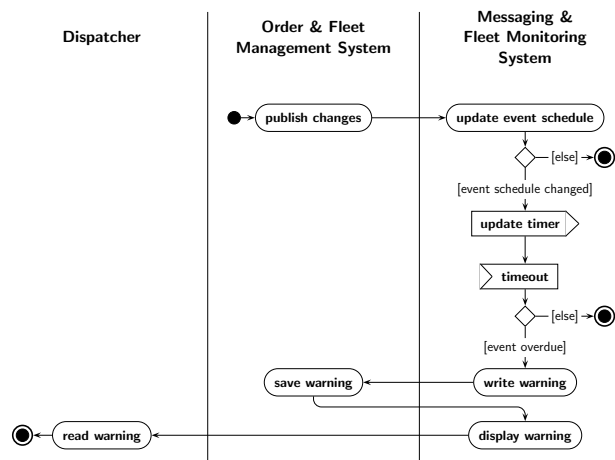 Dispatcher
Order & Fleet
Management System
Messaging &
Fleet Monitoring
System
publish changes
update event schedule
[else]
[event schedule changed]
update timer
timeout
[else]
[event overdue]
save warning
write warning
read warning
display warning